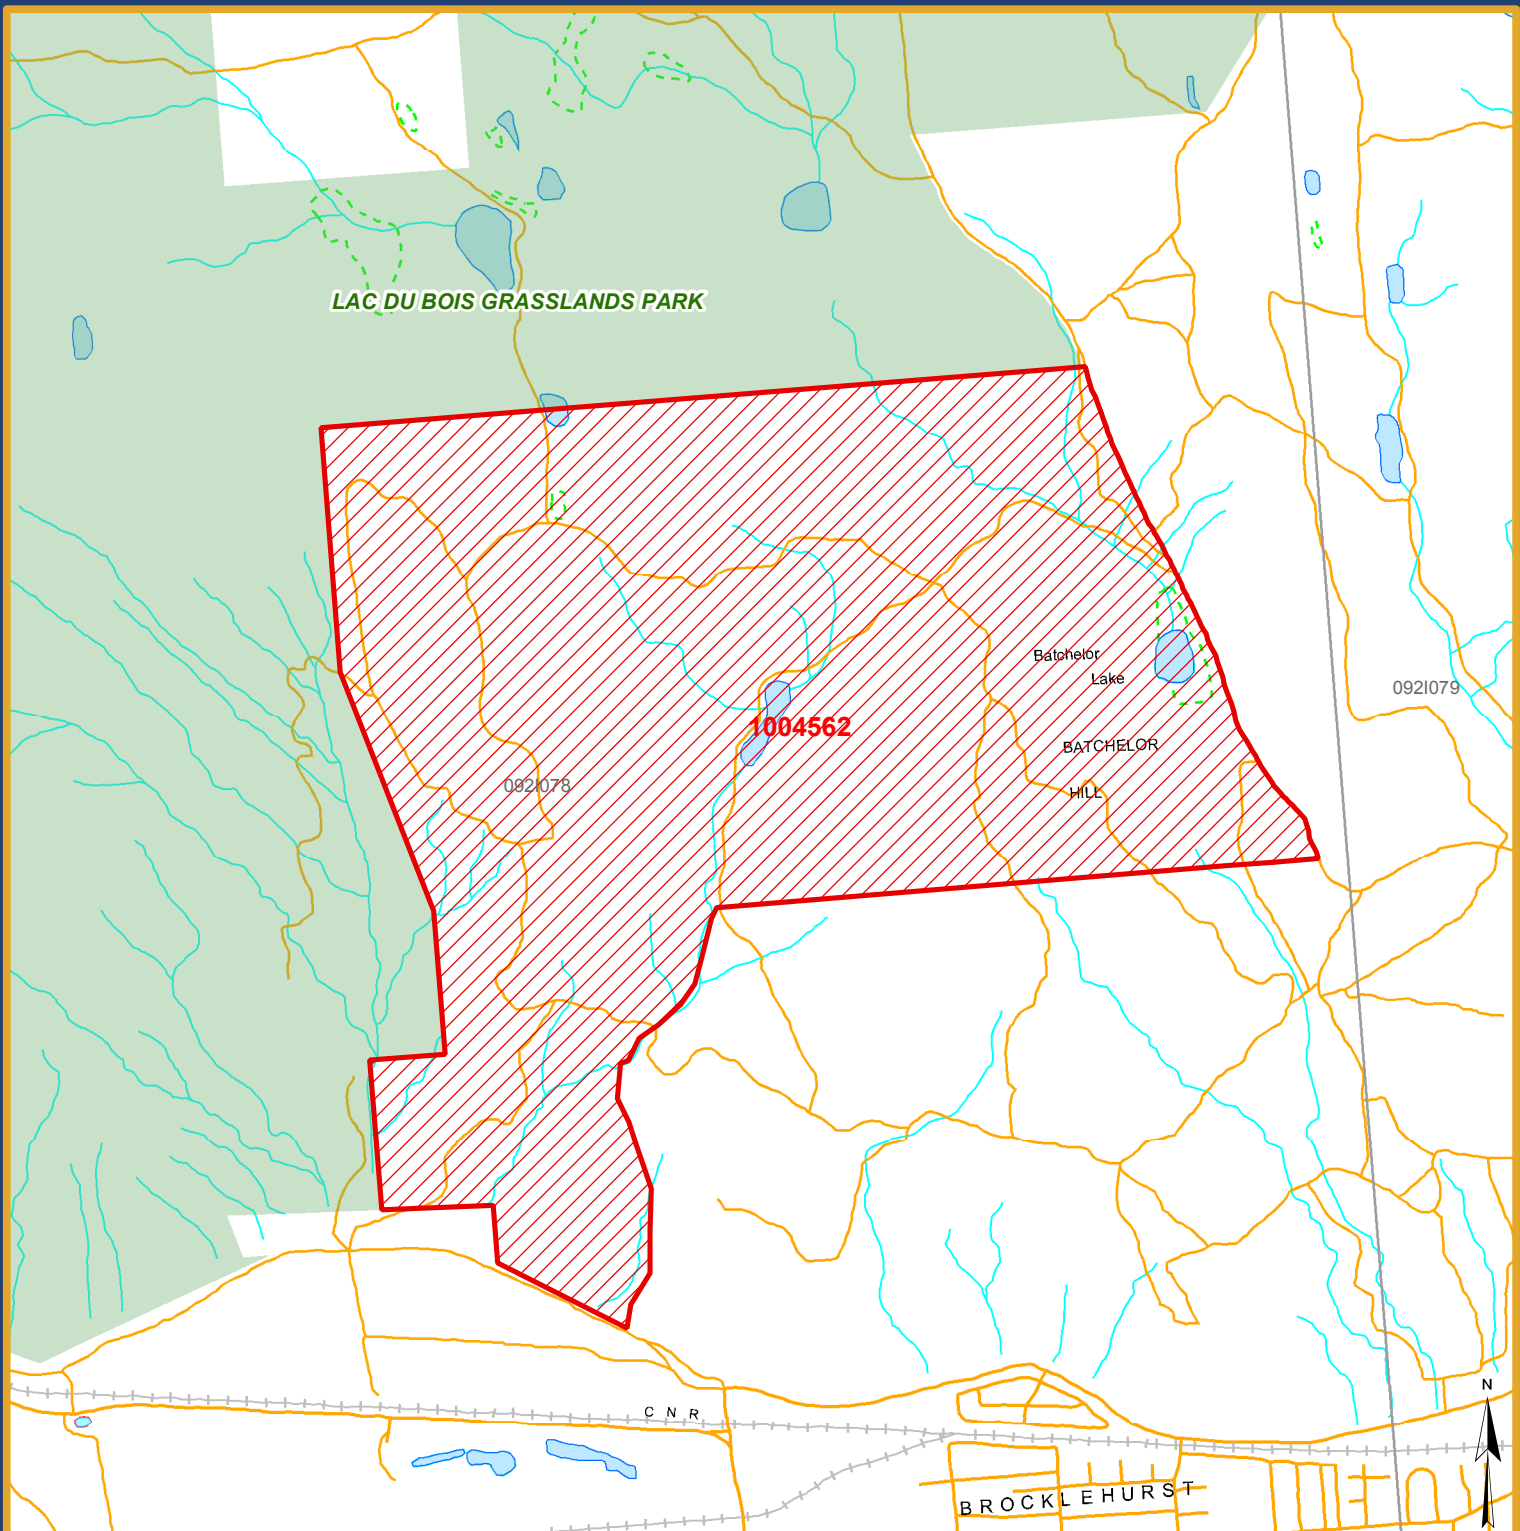 LAC DU BOIS GRASSLANDS PARK
Batchelor
Lake
092I079
1004562
BATCHELOR
092I078
HILL
N
C N R
BROCKLEHURST